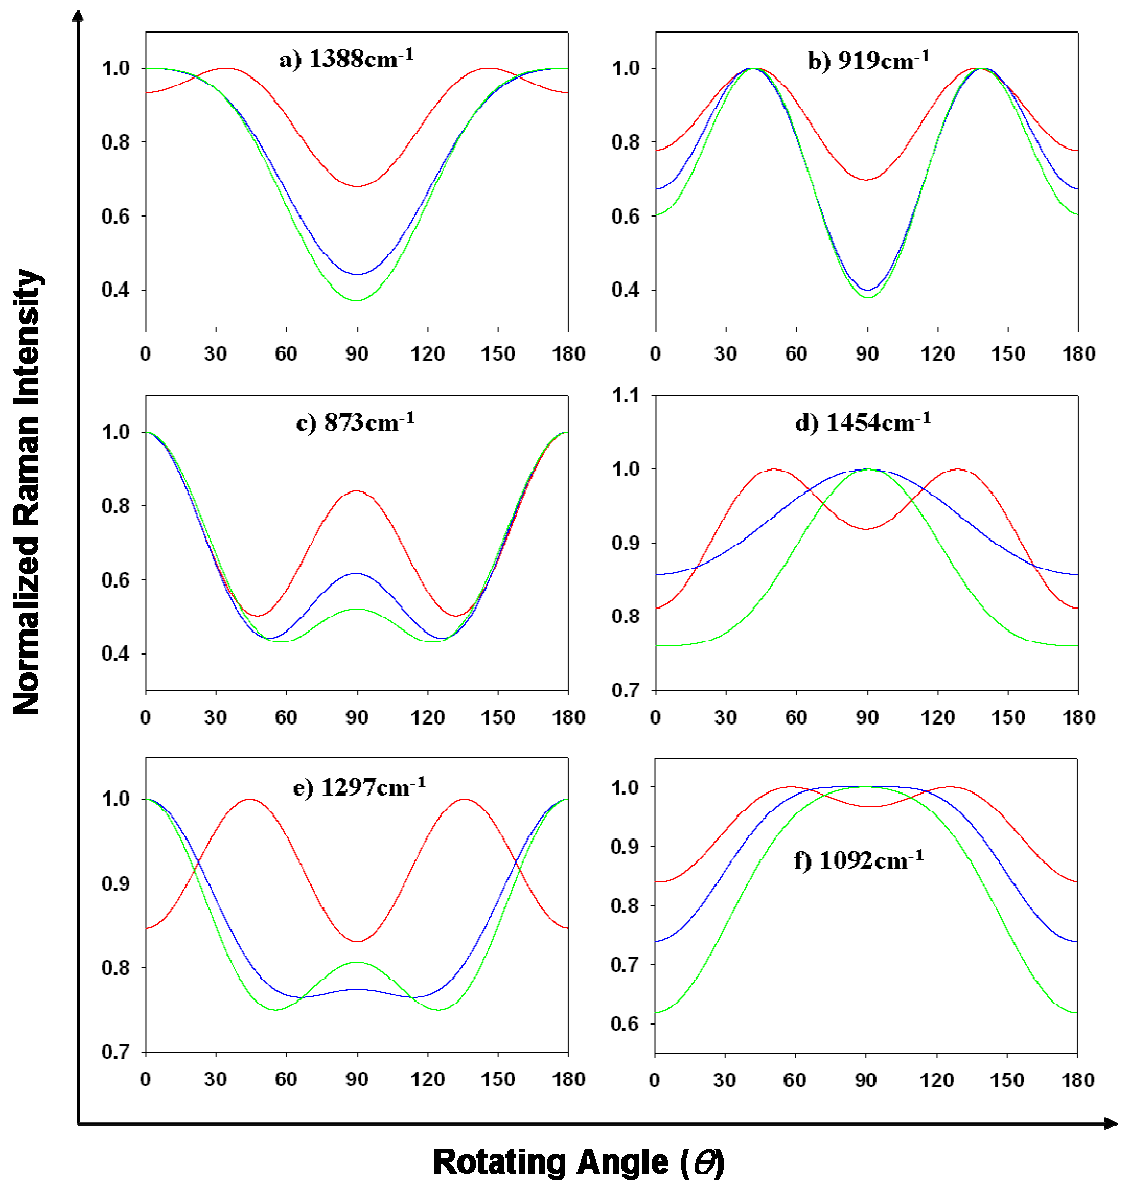 a) 1388cm⁻¹
1.0
0.8
0.6
0.4
0 30 60 90 120 150 180
b) 919cm⁻¹
1.0
0.8
0.6
0.4
0 30 60 90 120 150 180
c) 873cm⁻¹
1.0
0.8
0.6
0.4
0 30 60 90 120 150 180
1.1
d) 1454cm⁻¹
1.0
0.9
0.8
0.7
0 30 60 90 120 150 180
e) 1297cm⁻¹
1.0
0.9
0.8
0.7
0 30 60 90 120 150 180
1.0
0.9
f) 1092cm⁻¹
0.8
0.7
0.6
0 30 60 90 120 150 180
Normalized Raman Intensity
Rotating Angle (θ)